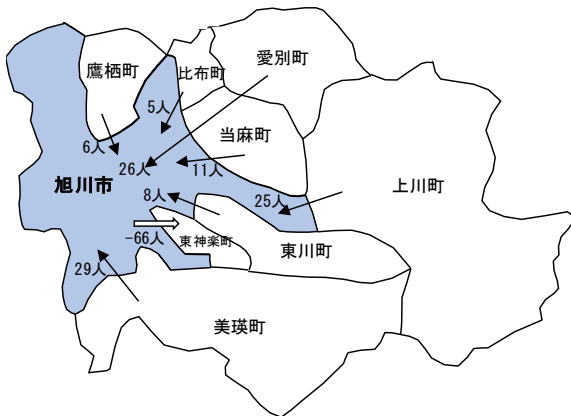 愛別町
鷹栖町
比布町
5人
当麻町
6人
26人
11人
旭川市
上川町
8人
25人
-66人
東神楽町
東川町
29人
美瑛町